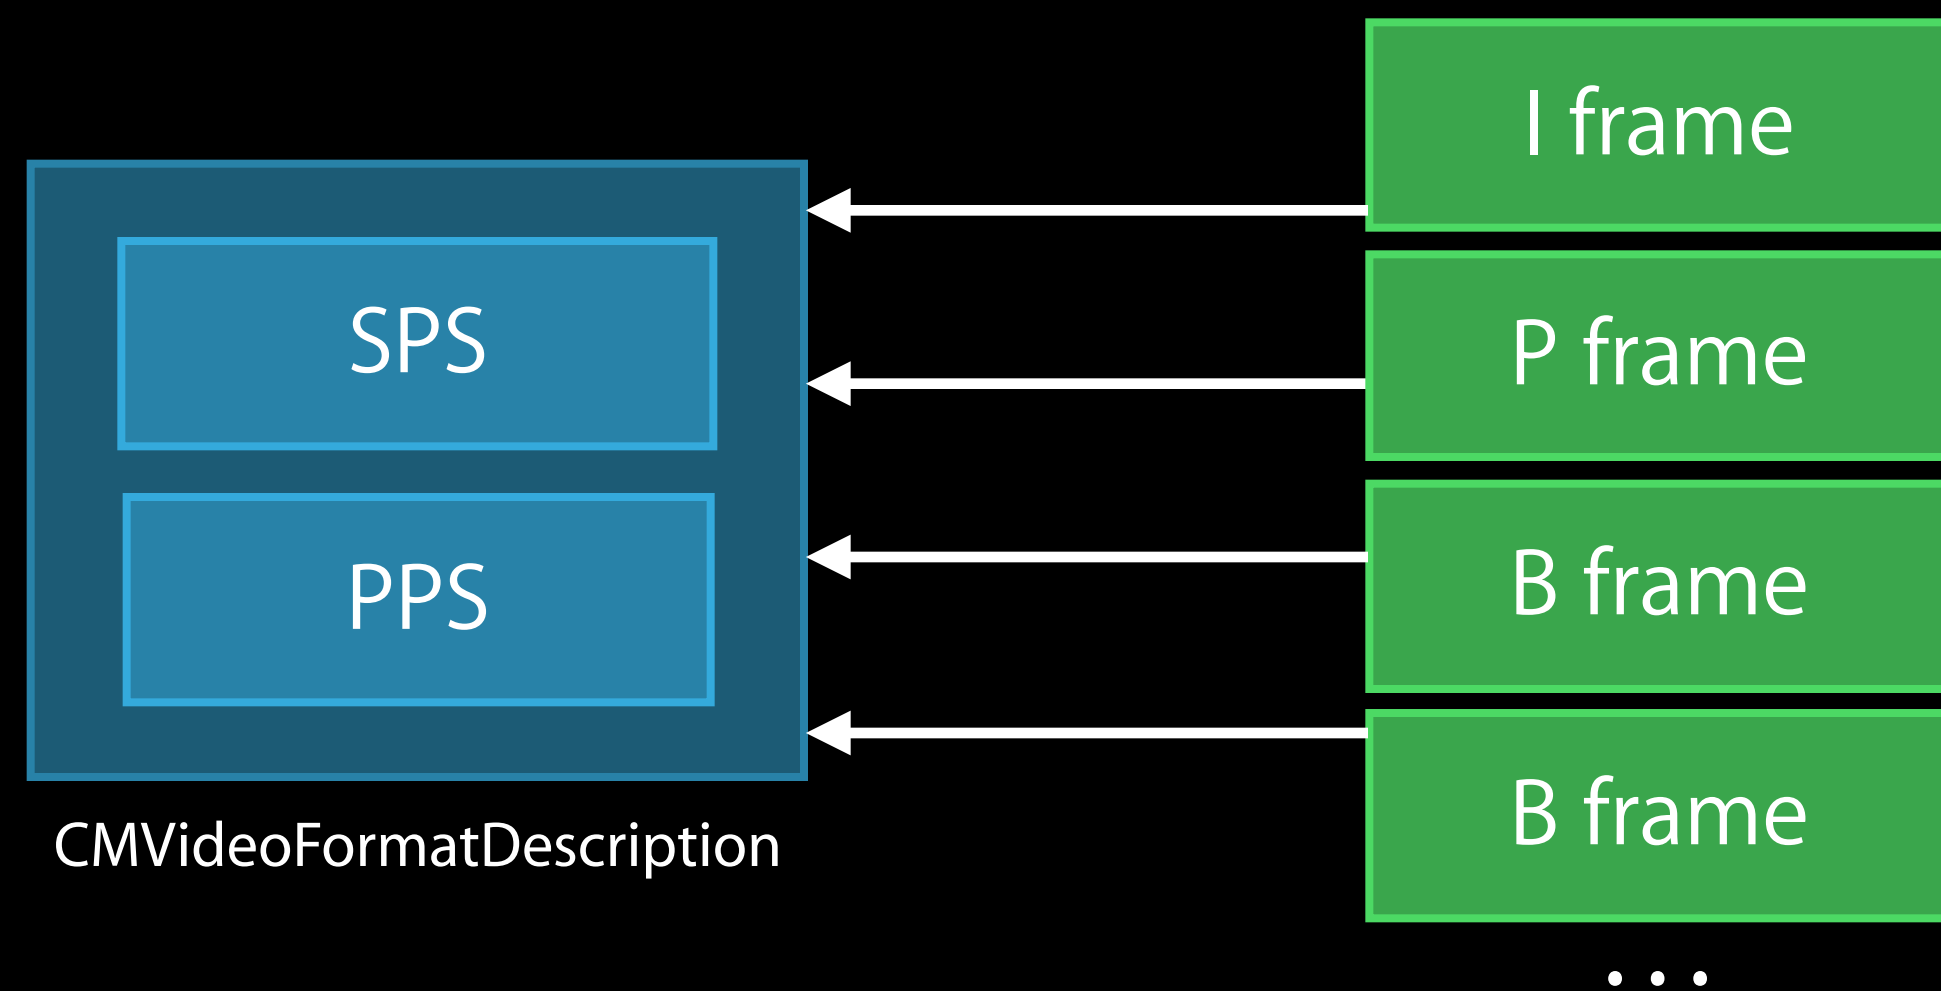 SPS
PPS
CMVideoFormatDescription
I frame
P frame
B frame
B frame
...